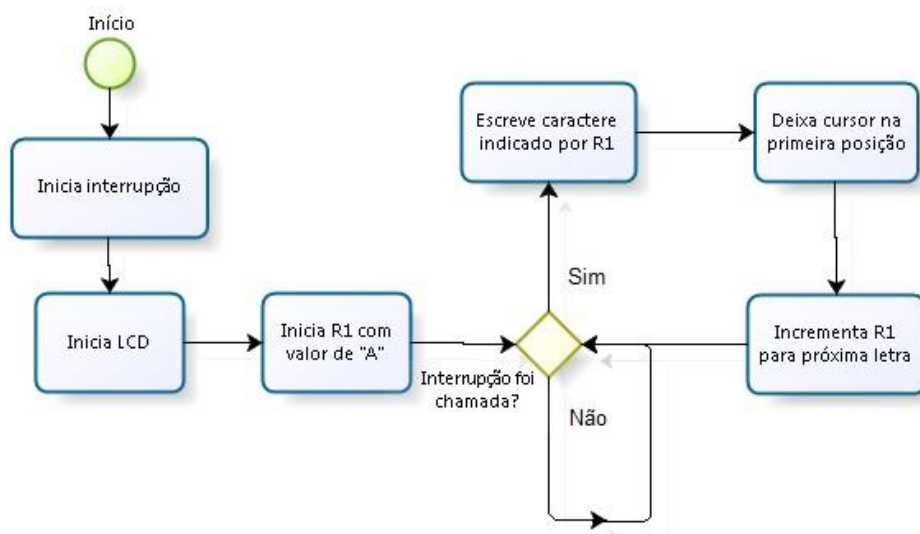 Início
Inicia interrupção
Inicia LCD
Inicia R1 com
valor de "A"
Interrupção foi
chamada?
Sim
Não
Escreve caractere
indicado por R1
Deixa cursor na
primeira posição
Incrementa R1
para próxima letra